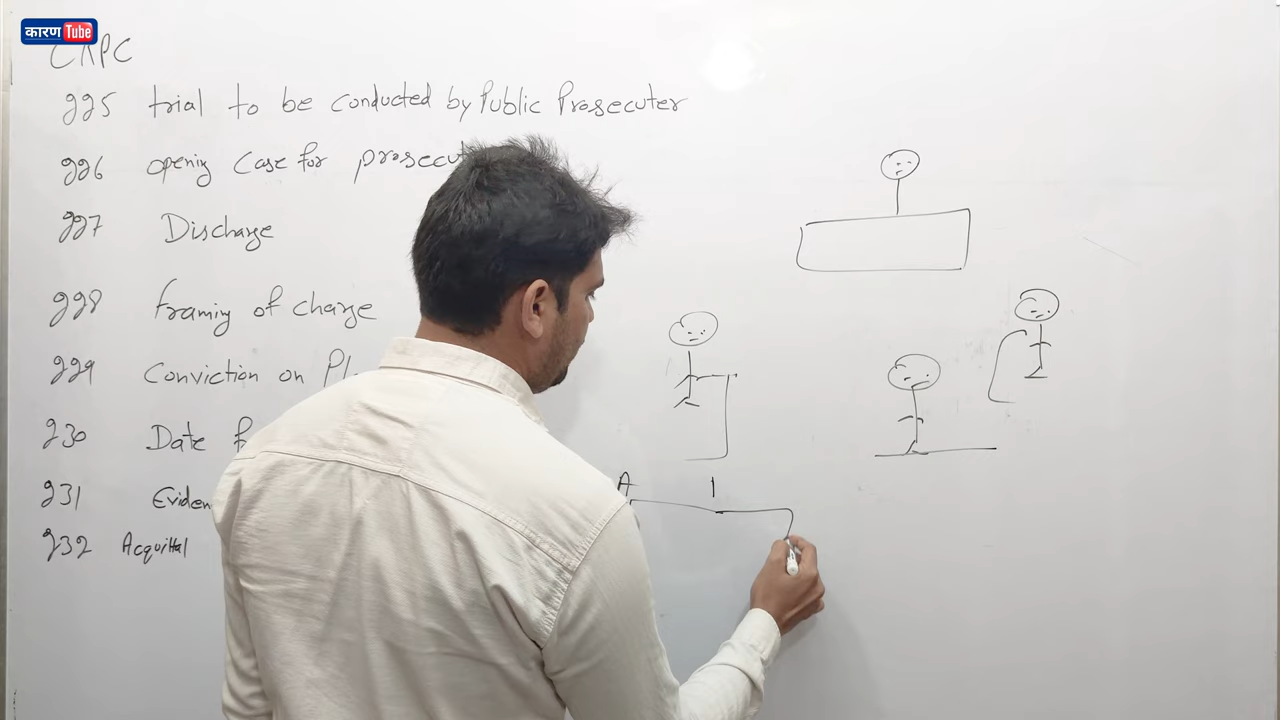 कारण Tube
CRPC
225 trial to be conducted by Public Prosecuter
226 opening Case for prosecut
227 Discharge
228 framing of charge
229 Conviction on Pl
230 Date f
231 Eviden
232 Acquittal
A 1